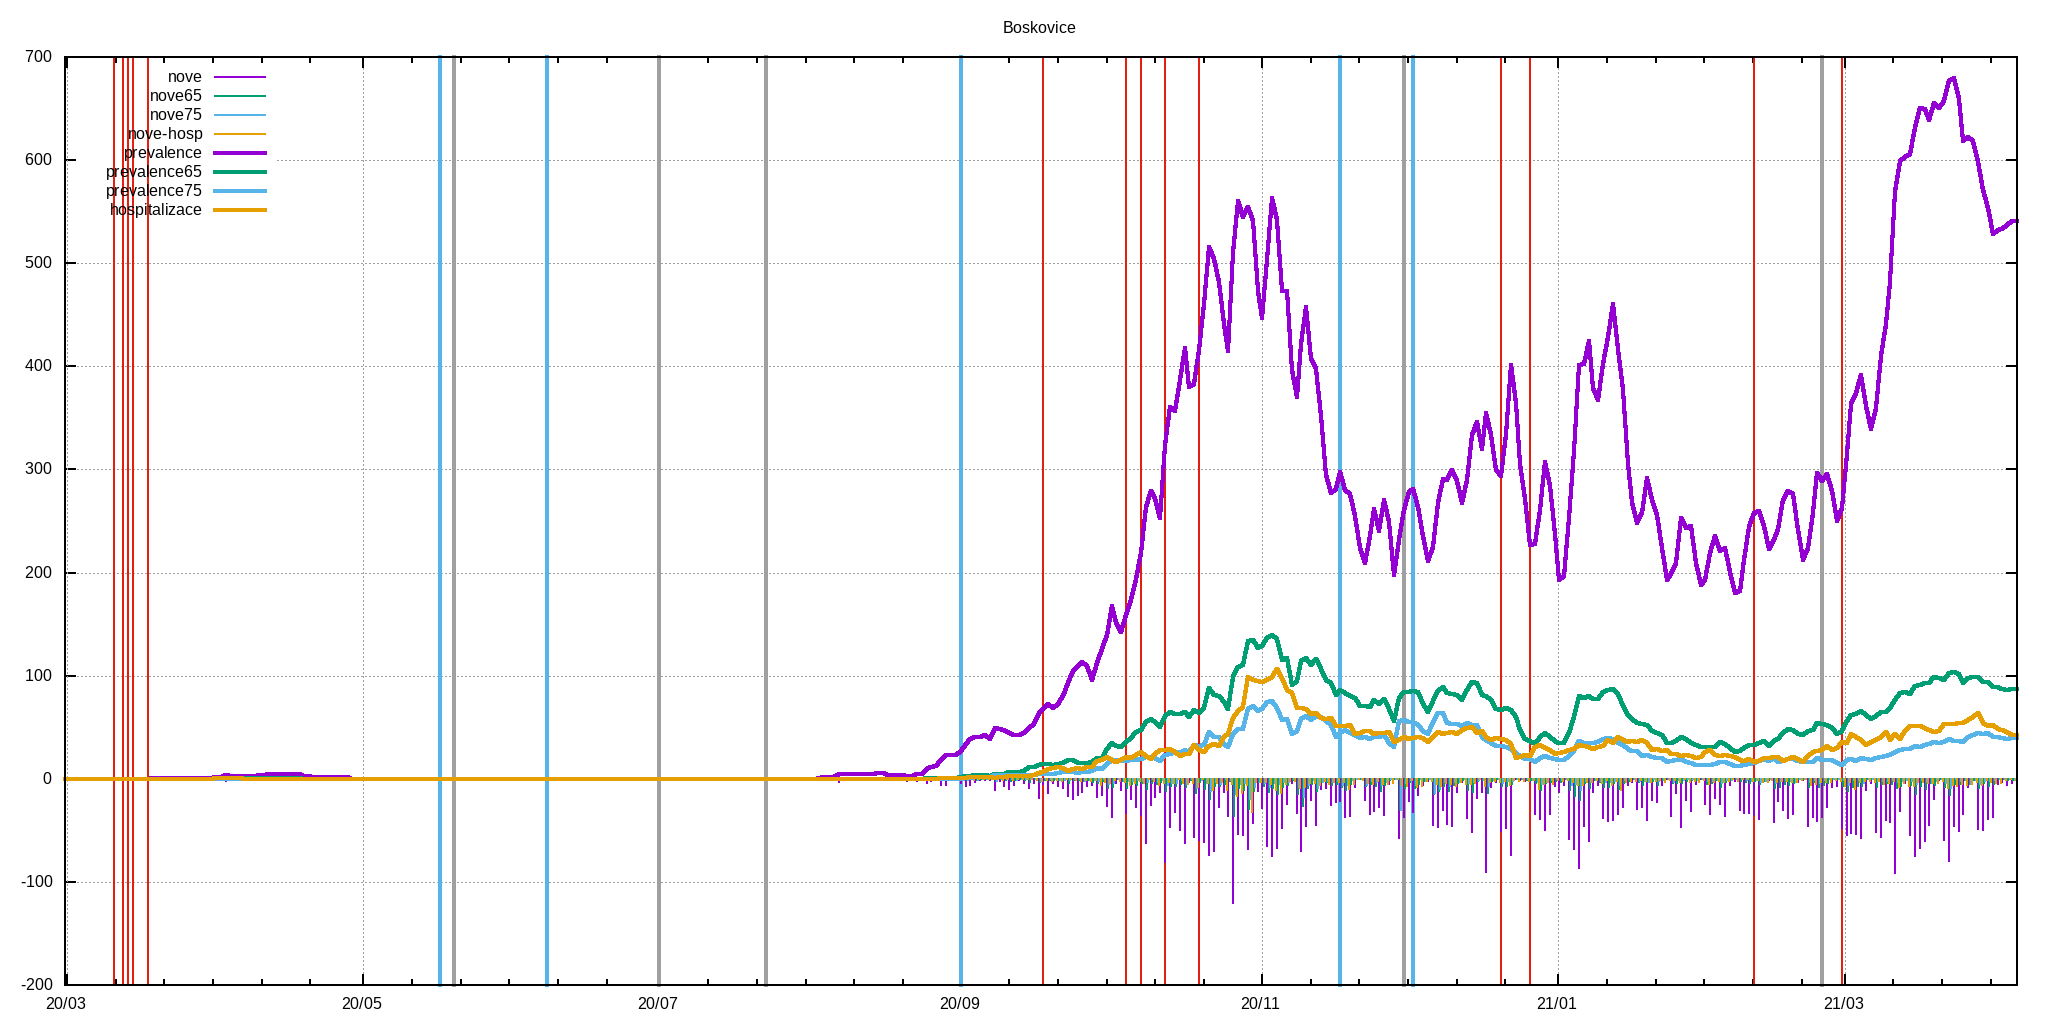 Boskovice
700
600
500
400
300
200
100
0
-100
-200
nove
nove65
nove75
nove-hosp
prevalence
prevalence65
prevalence75
hospitalizace
20/03 20/05 20/07 20/09 20/11 21/01 21/03